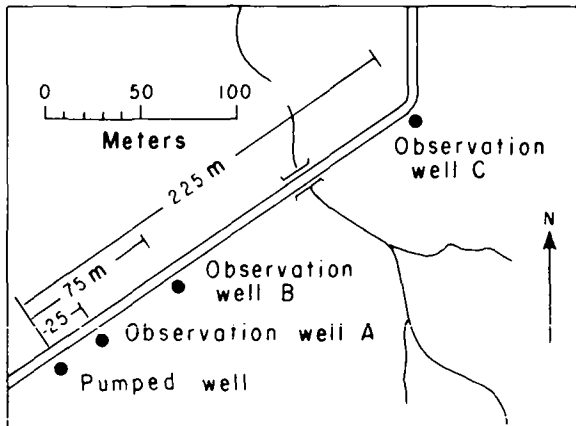 0 50 100
Meters
225 m
75 m
25
Observation
well C
N
Observation
well B
Observation well A
Pumped well